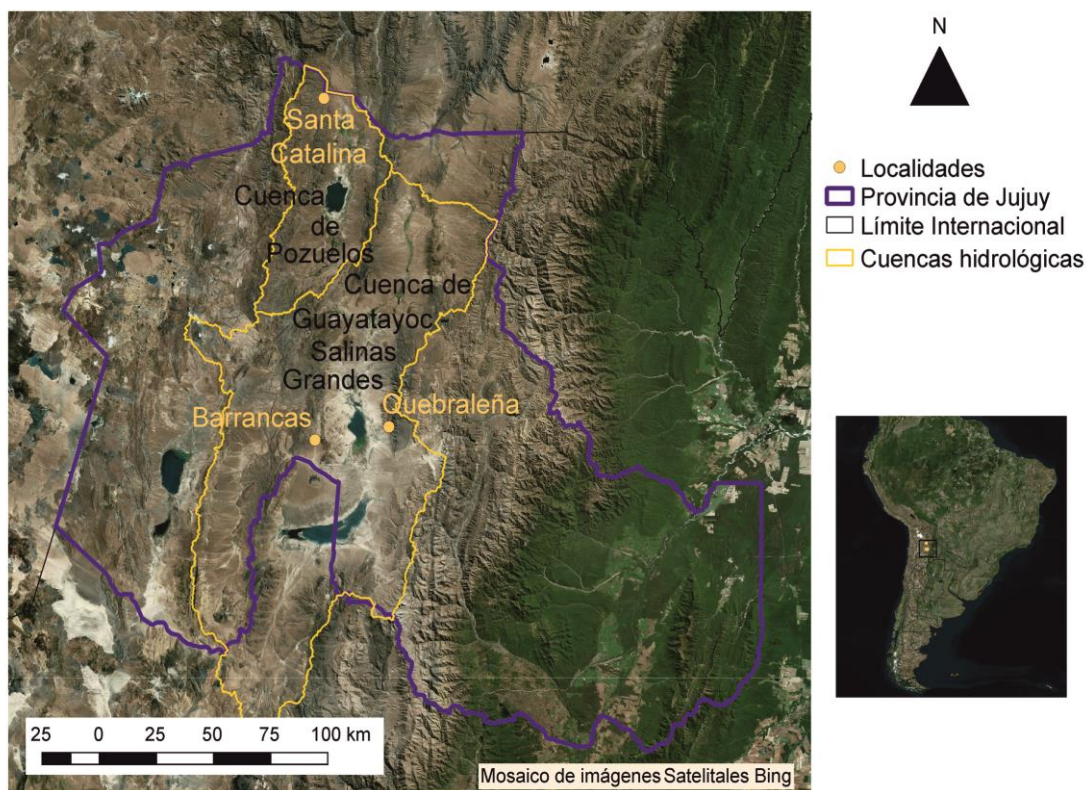 Santa
Catalina
Cuenca
de
Pozuelos
Cuenca de
Guayatayoc -
Salinas
Grandes
Barrancas
Quebraleña
25 0 25 50 75 100 km
Mosaico de imágenes Satelitales Bing
N
Localidades
Provincia de Jujuy
Límite Internacional
Cuencas hidrológicas